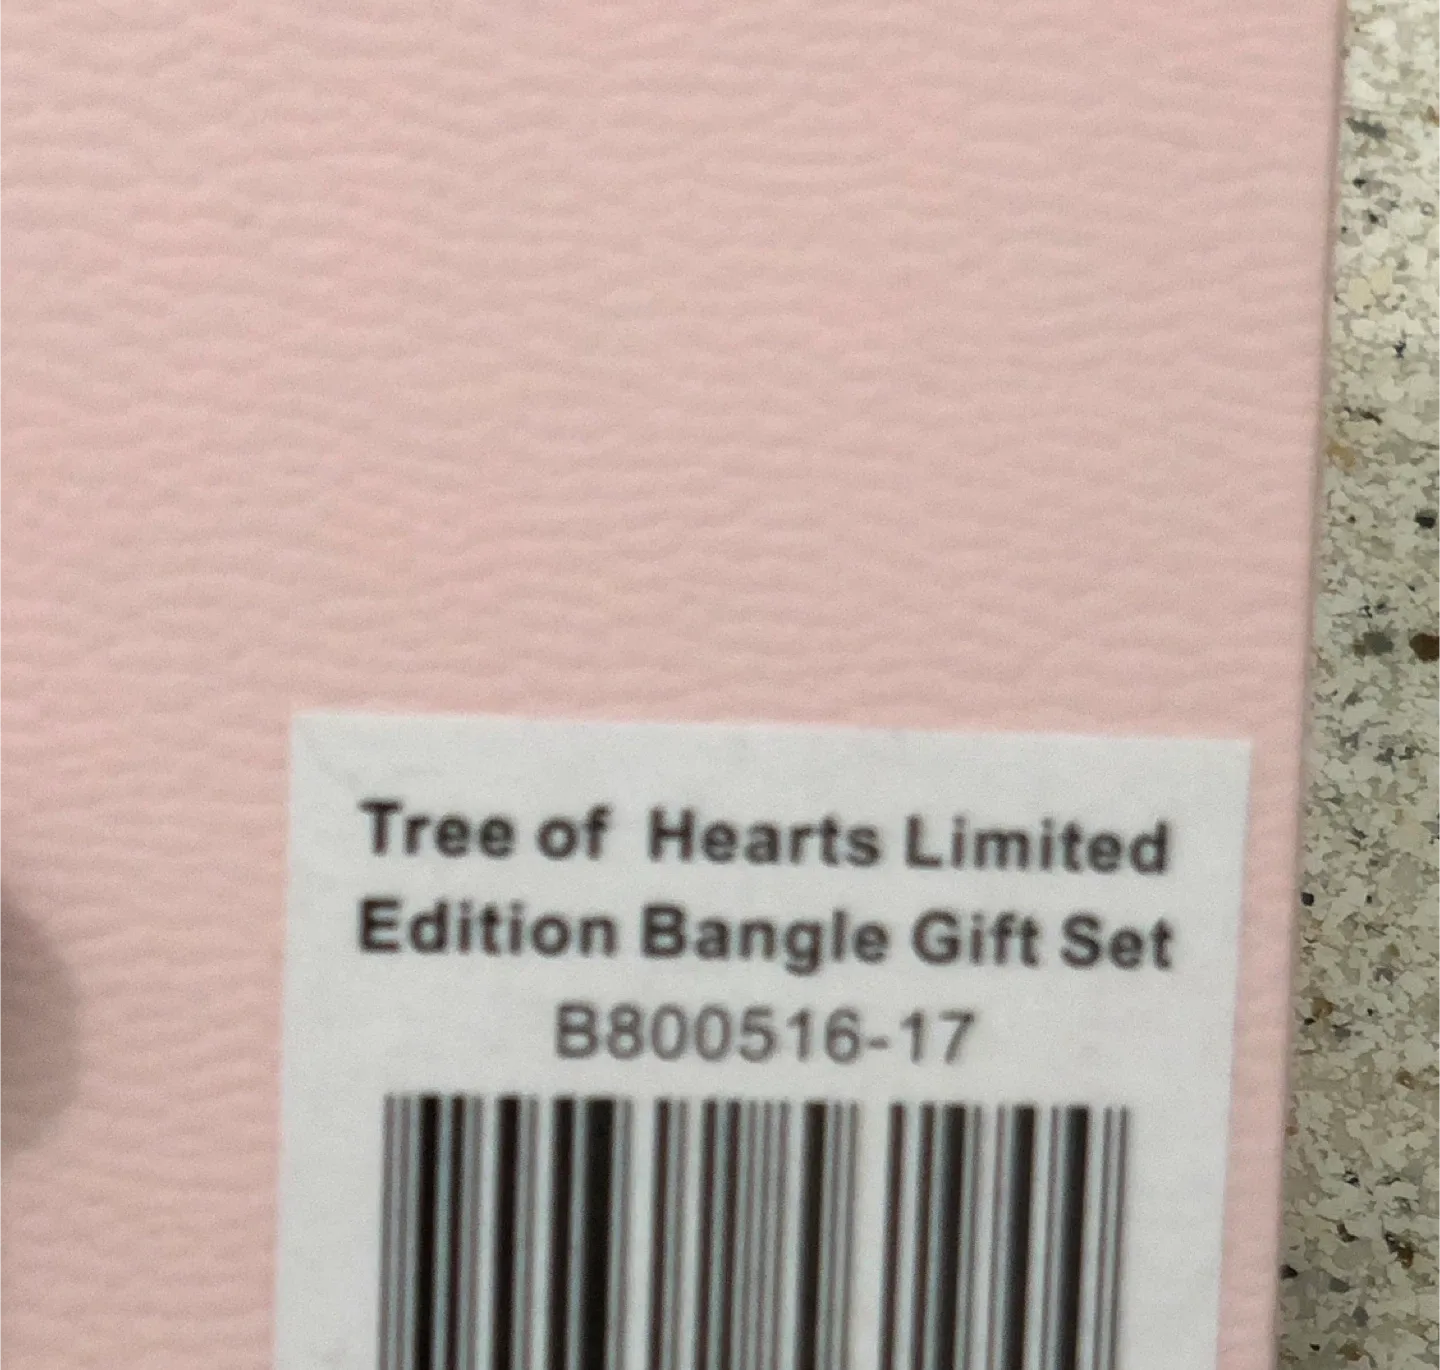 Tree of Hearts Limited
Edition Bangle Gift Set
B800516-17